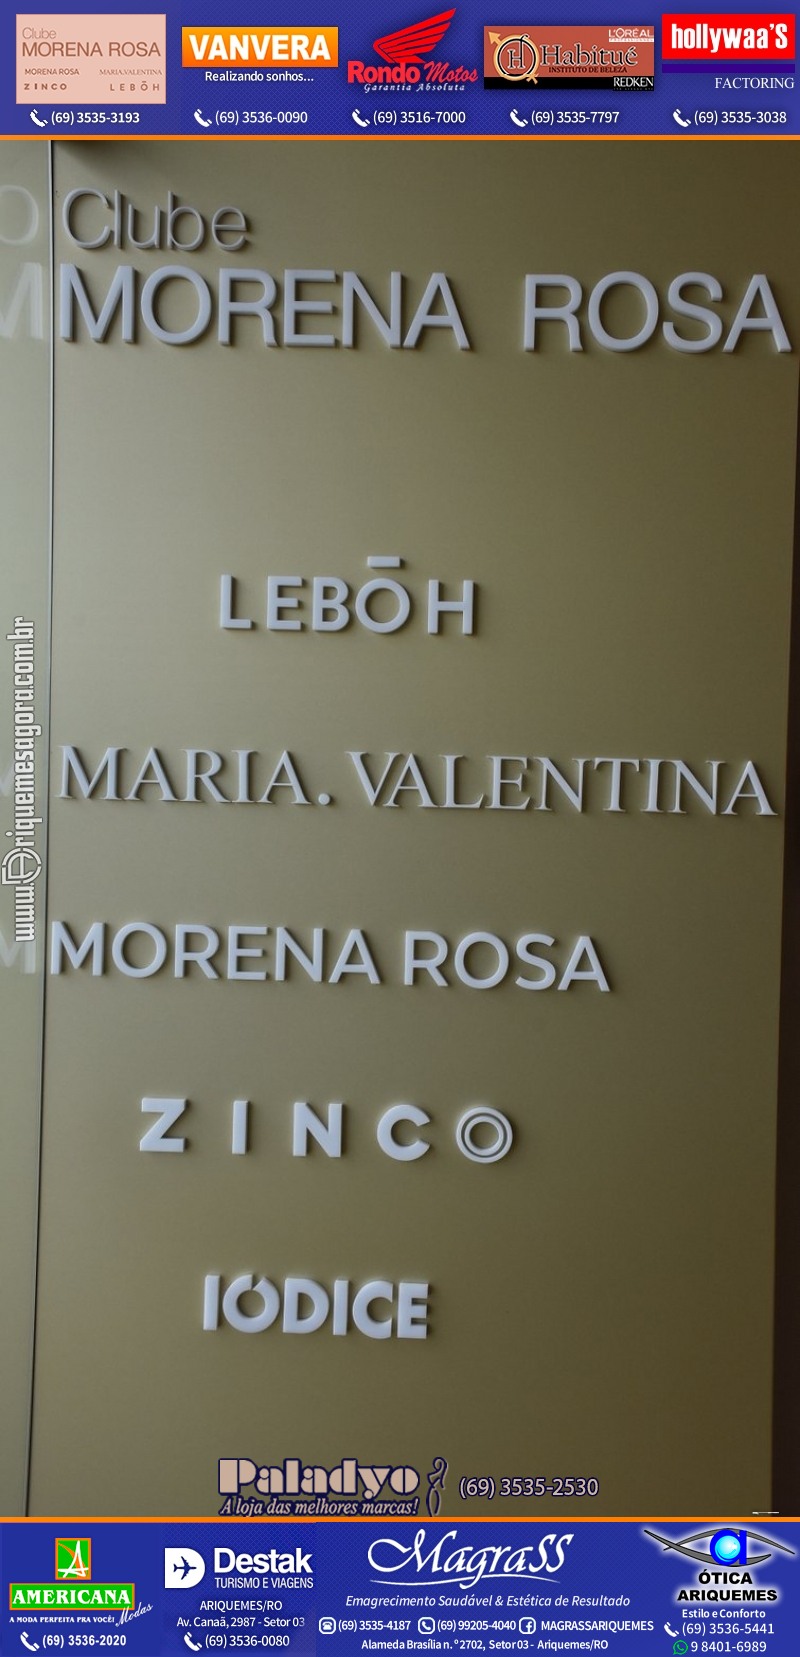 Clube
MORENA ROSA
MORENA ROSA MARIA.VALENTINA
ZINCO LEBŌH
(69) 3535-3193
VANVERA
Realizando sonhos...
(69) 3536-0090
Rondo Motos
Garantia Absoluta
(69) 3516-7000
L'ORÉAL
PROFESSIONNEL
H Habitué
INSTITUTO DE BELEZA
REDKEN
(69) 3535-7797
hollywaa'S
FACTORING
(69) 3535-3038
Clube
MORENA ROSA
LEBŌH
MARIA. VALENTINA
MORENA ROSA
ZINCO
IÓDICE
www.Ariquemesagora.com.br
Paladyo
A loja das melhores marcas!
(69) 3535-2530
AMERICANA
A MODA PERFEITA PRA VOCÊ! Modas
(69) 3536-2020
Destak
TURISMO E VIAGENS
ARIQUEMES/RO
Av. Canaã, 2987 - Setor 03
(69) 3536-0080
MagraSS
Emagrecimento Saudável & Estética de Resultado
(69) 3535-4187 (69) 99205-4040 MAGRASSARIQUEMES
Alameda Brasília n.º 2702, Setor 03 - Ariquemes/RO
ÓTICA
ARIQUEMES
Estilo e Conforto
(69) 3536-5441
9 8401-6989